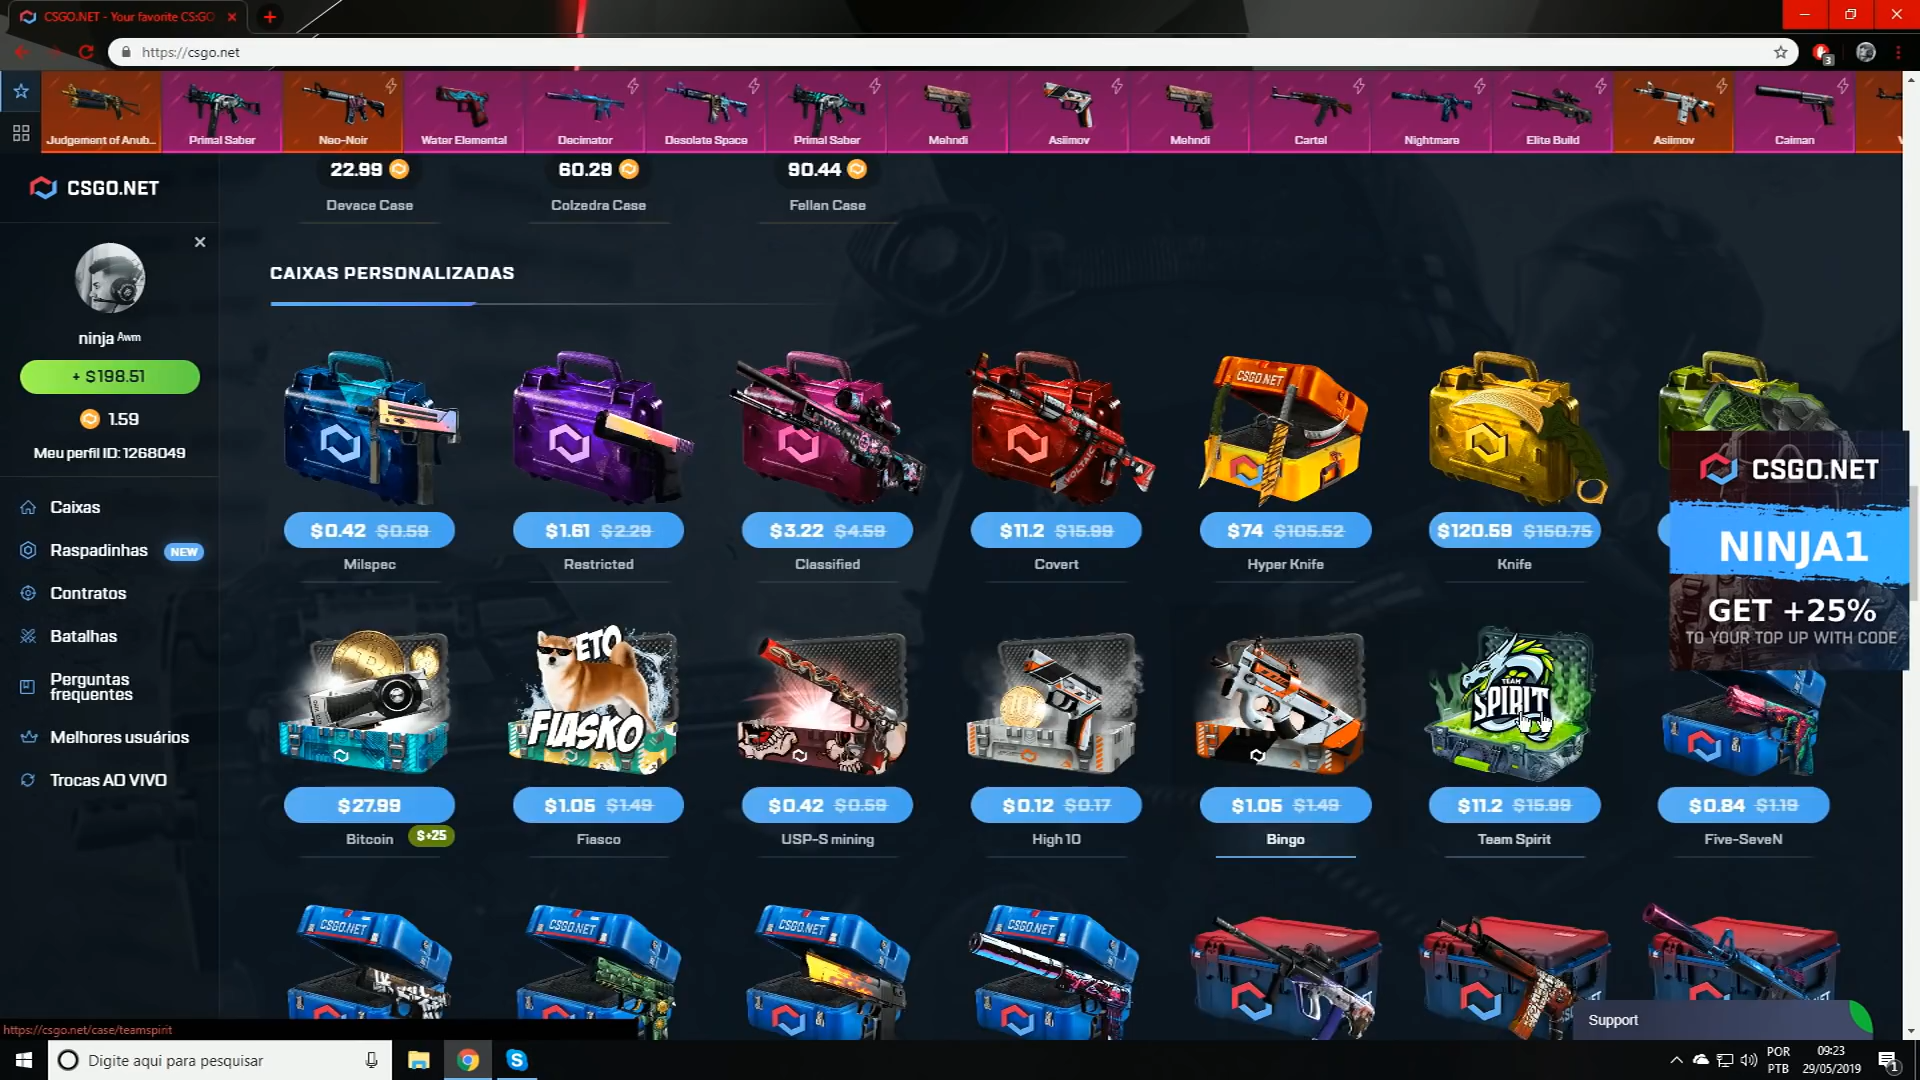 CSGO.NET - Your favorite CS:GO
https://csgo.net
3
Judgement of Anub...
Primal Saber
Neo-Noir
Water Elemental
Decimator
Desolate Space
Primal Saber
Mehndi
Asiimov
Mehndi
Cartel
Nightmare
Elite Build
Asiimov
Caiman
CSGO.NET
22.99
60.29
90.44
Devace Case
Colzedra Case
Fellan Case
CAIXAS PERSONALIZADAS
ninja Awm
+ $198.51
1.59
Meu perfil ID: 1268049
Caixas
Raspadinhas NEW
Contratos
Batalhas
Perguntas
frequentes
Melhores usuários
Trocas AO VIVO
CSGO.NET
VOLTAIC
$0.42 $0.59
$1.61 $2.29
$3.22 $4.59
$11.2 $15.99
$74 $105.52
$120.59 $150.75
Milspec
Restricted
Classified
Covert
Hyper Knife
Knife
CSGO.NET
NINJA1
GET +25%
TO YOUR TOP UP WITH CODE
ETO
FIASKO
TEAM
SPIRIT
$27.99
$1.05 $1.49
$0.42 $0.59
$0.12 $0.17
$1.05 $1.49
$11.2 $15.99
$0.84 $1.19
Bitcoin $+25
Fiasco
USP-S mining
High 10
Bingo
Team Spirit
Five-SeveN
CSGO.NET
CSGO.NET
CSGO.NET
CSGO.NET
Support
https://csgo.net/case/teamspirit
Digite aqui para pesquisar
POR
PTB
09:23
29/05/2019
1